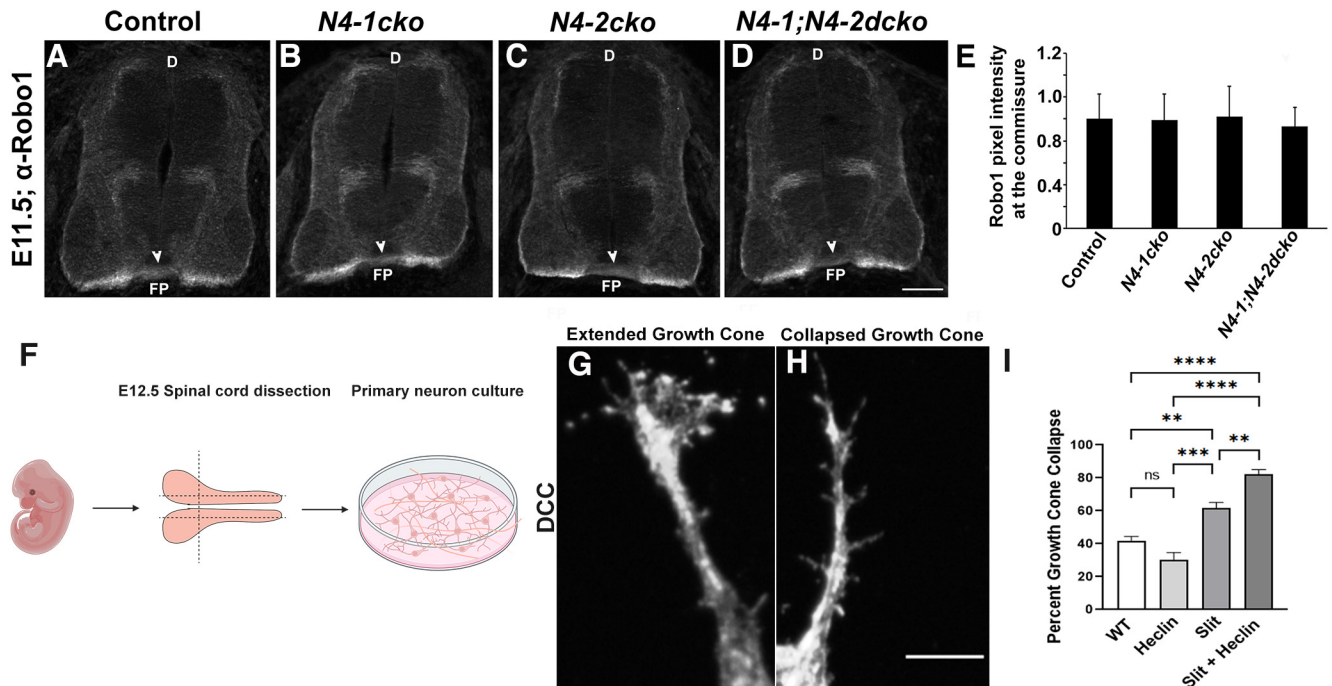 Control
N4-1cko
N4-2cko
N4-1;N4-2dcko
E11.5; α-Robo1
A
D
FP
B
D
FP
C
D
FP
D
D
FP
E
Robo1 pixel intensity
at the commissure
1.2
1.0
0.8
0.4
0
Control
N4-1cko
N4-2cko
N4-1;N4-2dcko
F
E12.5 Spinal cord dissection
Primary neuron culture
Extended Growth Cone
Collapsed Growth Cone
DCC
G
H
I
Percent Growth Cone Collapse
100
80
60
40
20
0
****
****
**
***
**
ns
WT
Heclin
Slit
Slit + Heclin